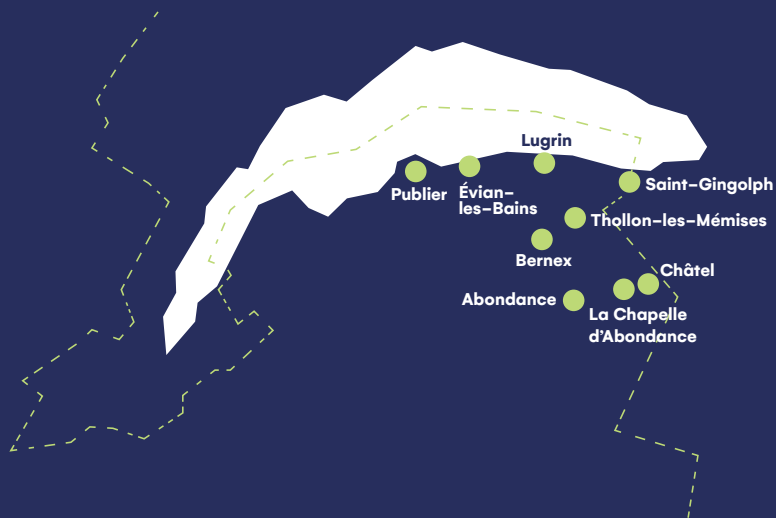 Lugrin
Publier
Évian–
les–Bains
Saint–Gingolph
Thollon–les–Mémises
Bernex
Châtel
Abondance
La Chapelle
d’Abondance